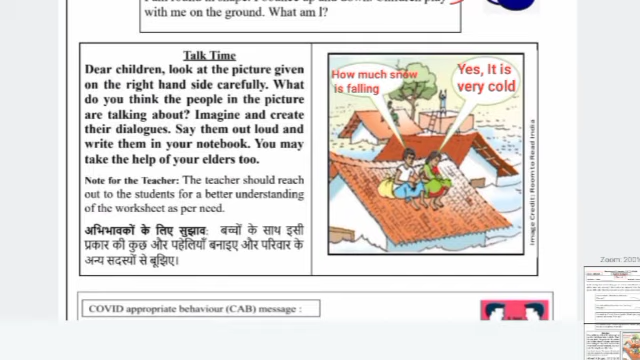 with me on the ground. What am I?
Talk Time
Dear children, look at the picture given
on the right hand side carefully. What
do you think the people in the picture
are talking about? Imagine and create
their dialogues. Say them out loud and
write them in your notebook. You may
take the help of your elders too.
Note for the Teacher: The teacher should reach
out to the students for a better understanding
of the worksheet as per need.
अभिभावकों के लिए सुझाव: बच्चों के साथ इसी
प्रकार की कुछ और पहेलियाँ बनाइए और परिवार के
अन्य सदस्यों से बूझिए।
How much snow
is falling
Yes, It is
very cold
Image Credit: Room to Read India
COVID appropriate behaviour (CAB) message :